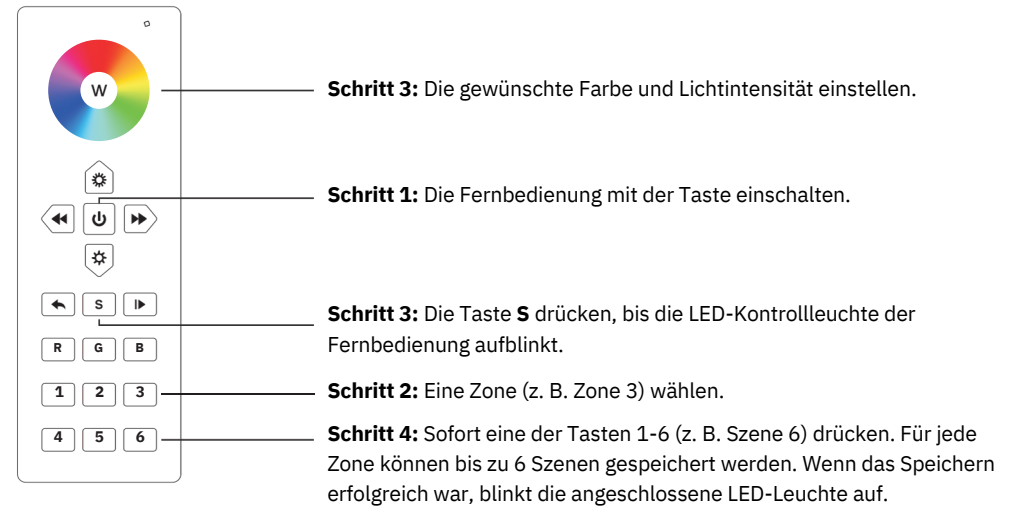 W
Schritt 3: Die gewünschte Farbe und Lichtintensität einstellen.
Schritt 1: Die Fernbedienung mit der Taste einschalten.
S
Schritt 3: Die Taste S drücken, bis die LED-Kontrollleuchte der
Fernbedienung aufblinkt.
R G B
1 2 3
Schritt 2: Eine Zone (z. B. Zone 3) wählen.
4 5 6
Schritt 4: Sofort eine der Tasten 1-6 (z. B. Szene 6) drücken. Für jede
Zone können bis zu 6 Szenen gespeichert werden. Wenn das Speichern
erfolgreich war, blinkt die angeschlossene LED-Leuchte auf.